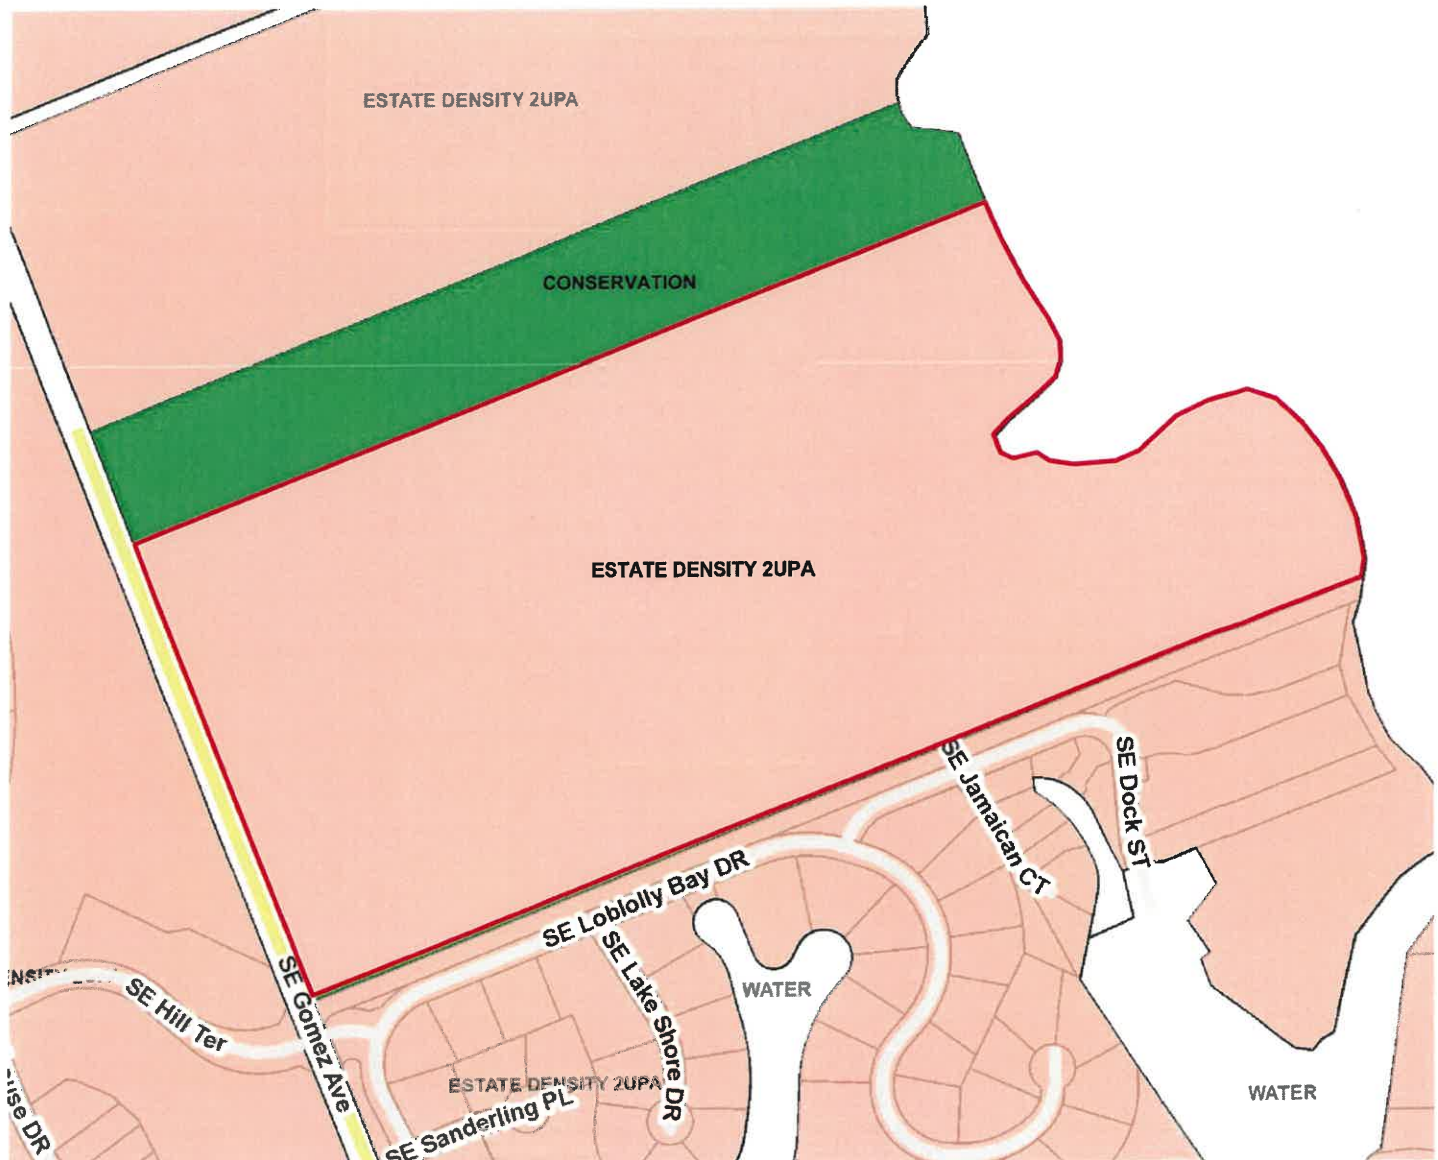 ESTATE DENSITY 2UPA
CONSERVATION
ESTATE DENSITY 2UPA
SE Jamaican CT
SE Dock ST
SE Loblolly Bay DR
SE Lake Shore DR
WATER
SE Hill Ter
SE Gomez Ave
ESTATE DENSITY 2UPA
SE Sanderling PL
WATER
DR